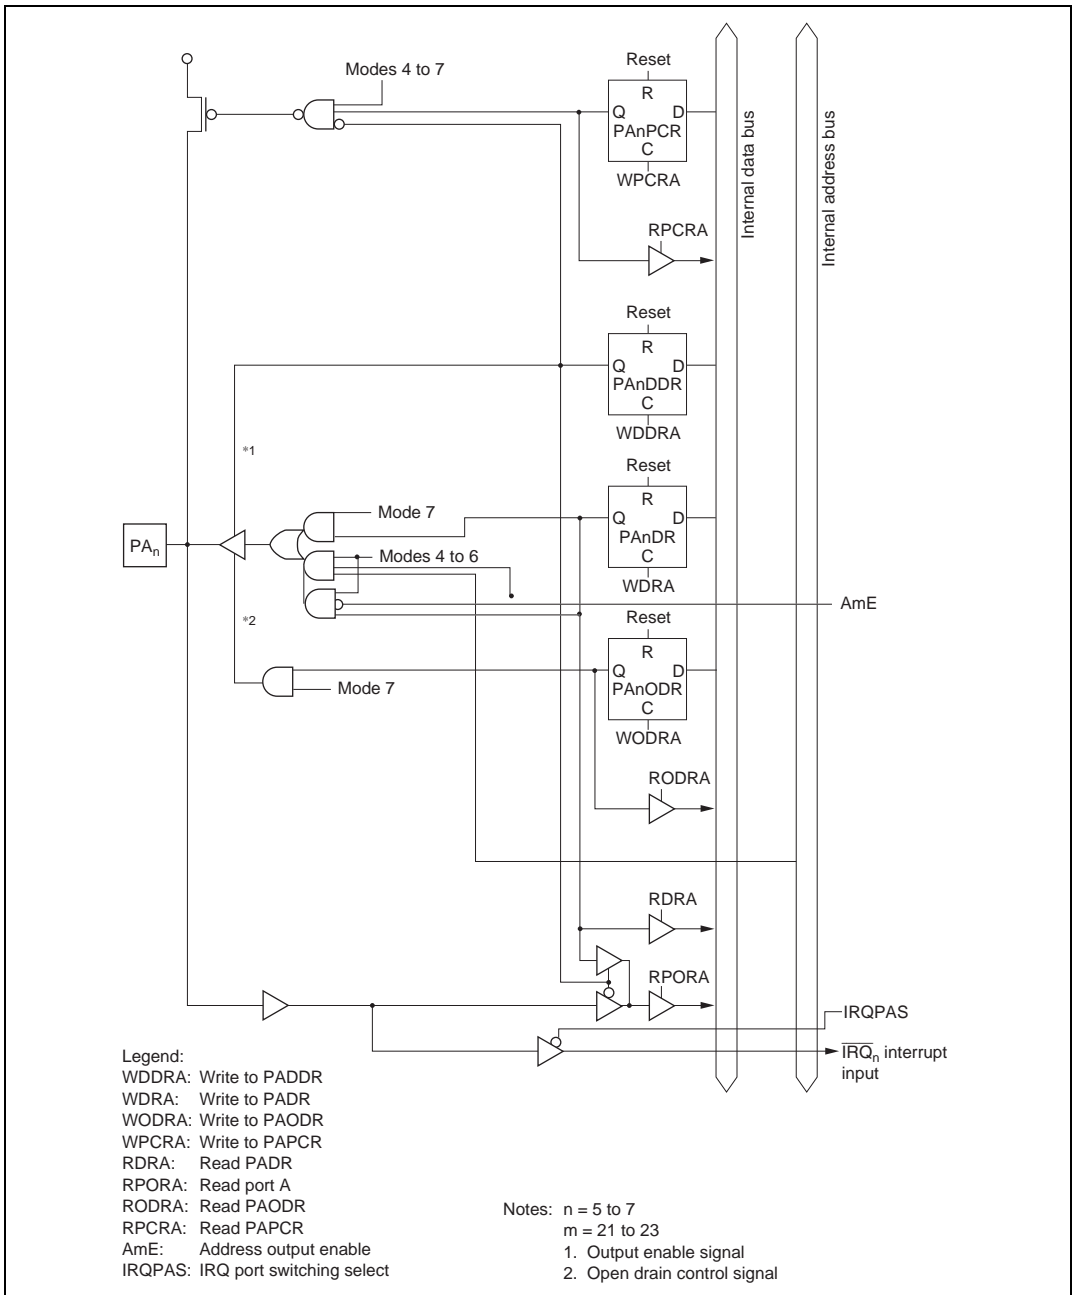 Modes 4 to 7
Reset
R
Q D
PAnPCR
C
WPCRA
Internal data bus
Internal address bus
RPCRA
Reset
R
Q D
PAnDDR
C
WDDRA
*1
Reset
R
Mode 7
Q D
PAnDR
C
WDRA
PAn
Modes 4 to 6
AmE
*2
Reset
R
Q D
PAnODR
C
WODRA
Mode 7
RODRA
RDRA
RPORA
IRQPAS
IRQn interrupt
input
Legend:
WDDRA: Write to PADDR
WDRA: Write to PADR
WODRA: Write to PAODR
WPCRA: Write to PAPCR
RDRA: Read PADR
RPORA: Read port A
RODRA: Read PAODR
RPCRA: Read PAPCR
AmE: Address output enable
IRQPAS: IRQ port switching select
Notes: n = 5 to 7
m = 21 to 23
1. Output enable signal
2. Open drain control signal